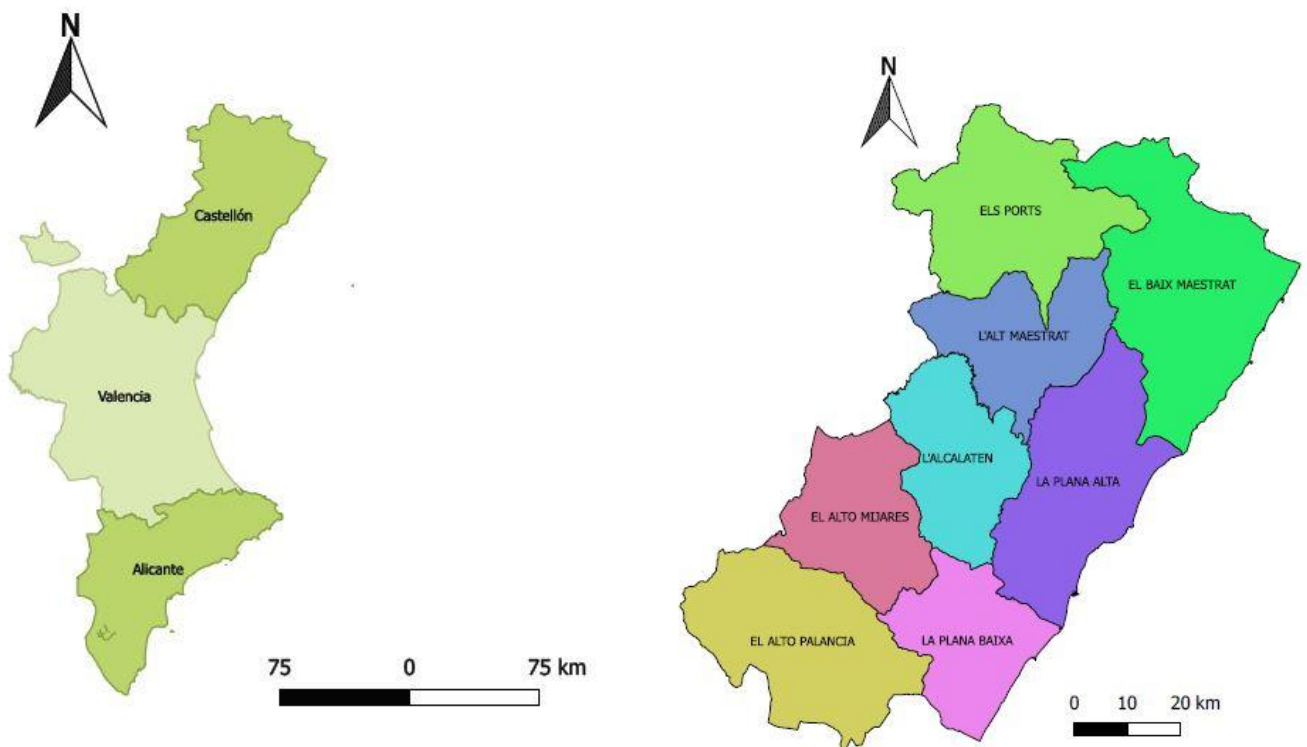 N
Castellón
Valencia
Alicante
75 0 75 km
N
ELS PORTS
EL BAIX MAESTRAT
L'ALT MAESTRAT
L'ALCALATEN
LA PLANA ALTA
EL ALTO MIJARES
EL ALTO PALANCIA
LA PLANA BAIXA
0 10 20 km